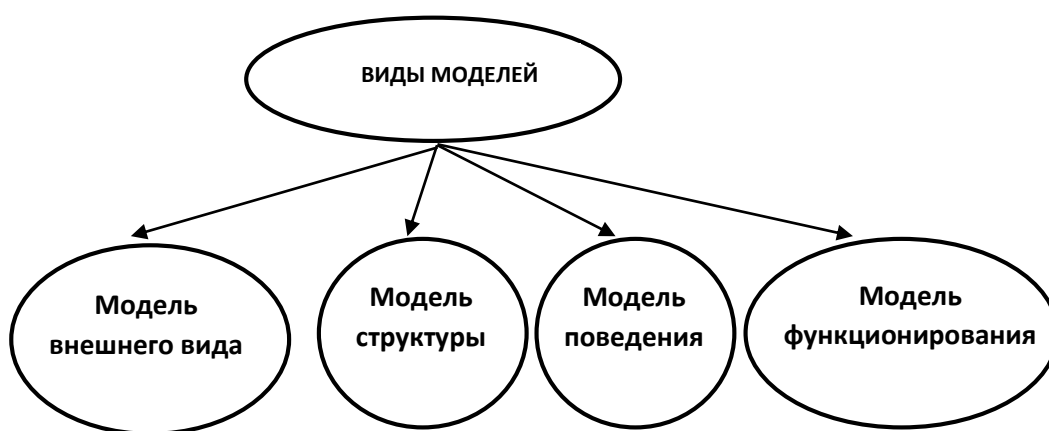 ВИДЫ МОДЕЛЕЙ
Модель
внешнего вида
Модель
структуры
Модель
поведения
Модель
функционирования